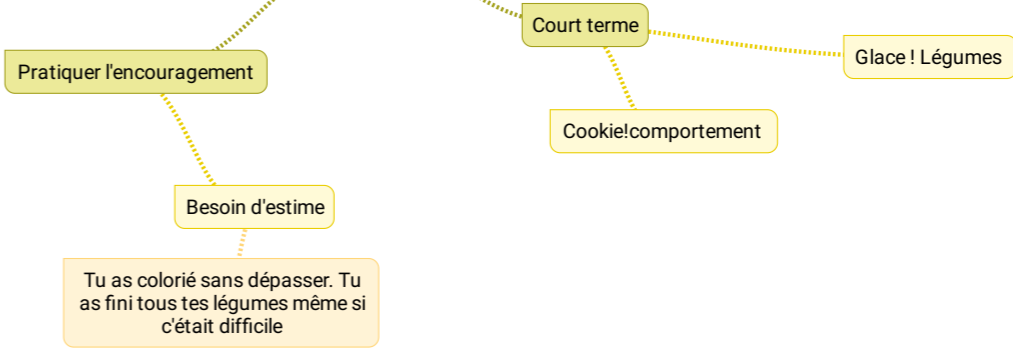 Court terme
Glace ! Légumes
Pratiquer l'encouragement
Cookie!comportement
Besoin d'estime
Tu as colorié sans dépasser. Tu
as fini tous tes légumes même si
c'était difficile